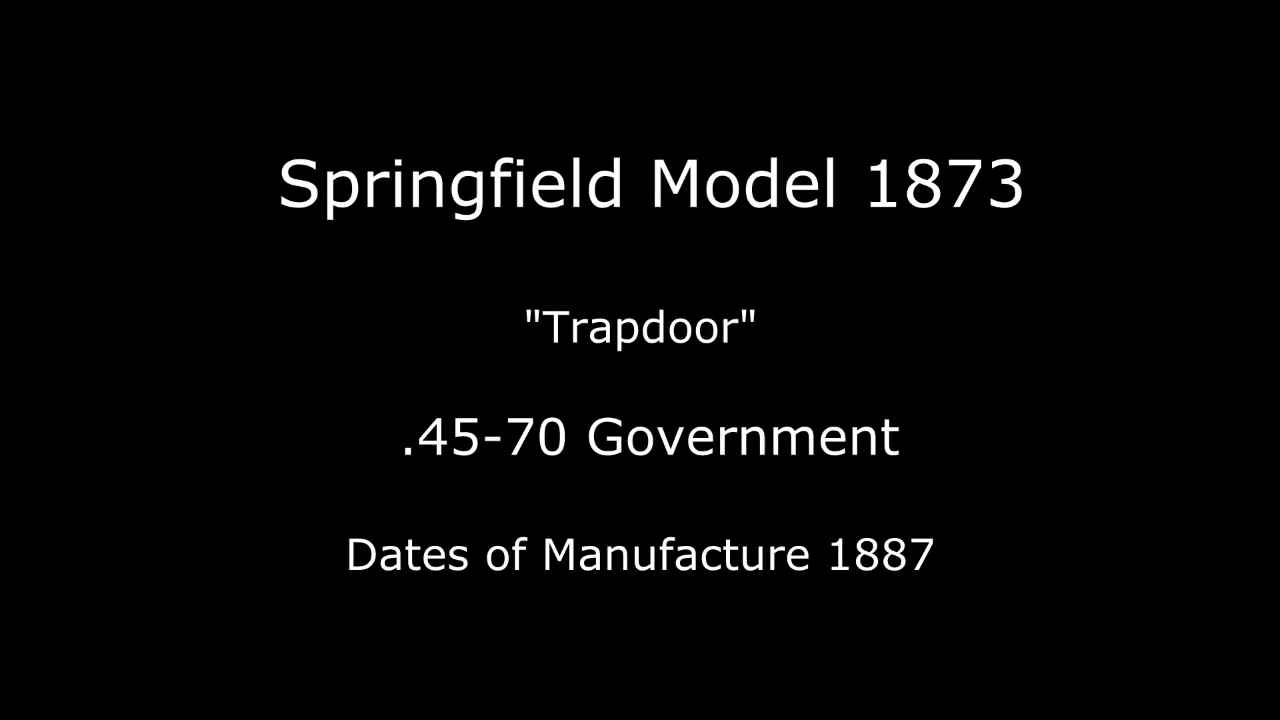 Springfield Model 1873
"Trapdoor"
.45-70 Government
Dates of Manufacture 1887